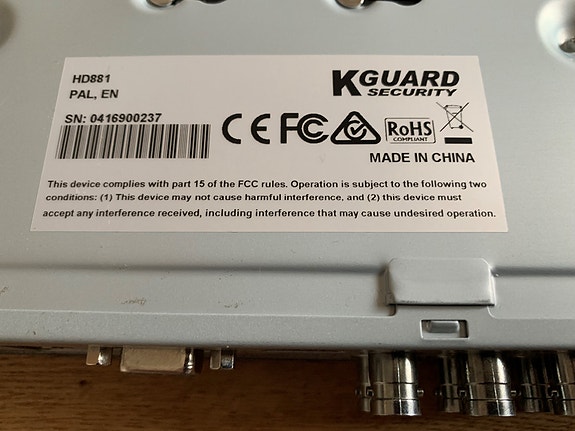 HD881
PAL, EN
KGUARD
SECURITY
SN: 0416900237
CE FC RoHS
COMPLIANT
MADE IN CHINA
This device complies with part 15 of the FCC rules. Operation is subject to the following two
conditions: (1) This device may not cause harmful interference, and (2) this device must
accept any interference received, including interference that may cause undesired operation.